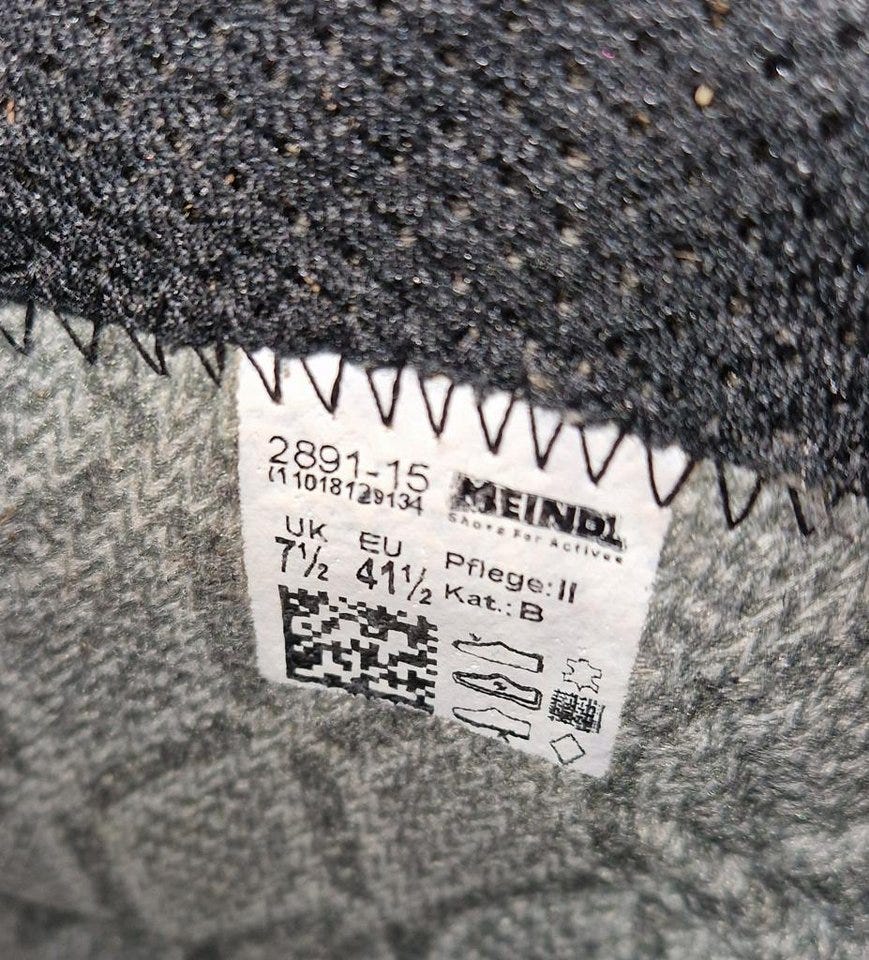 2891-15
(11018129134
MEINDL
Shoes For Actives
UK EU
7½ 41½
Pflege: II
Kat.: B